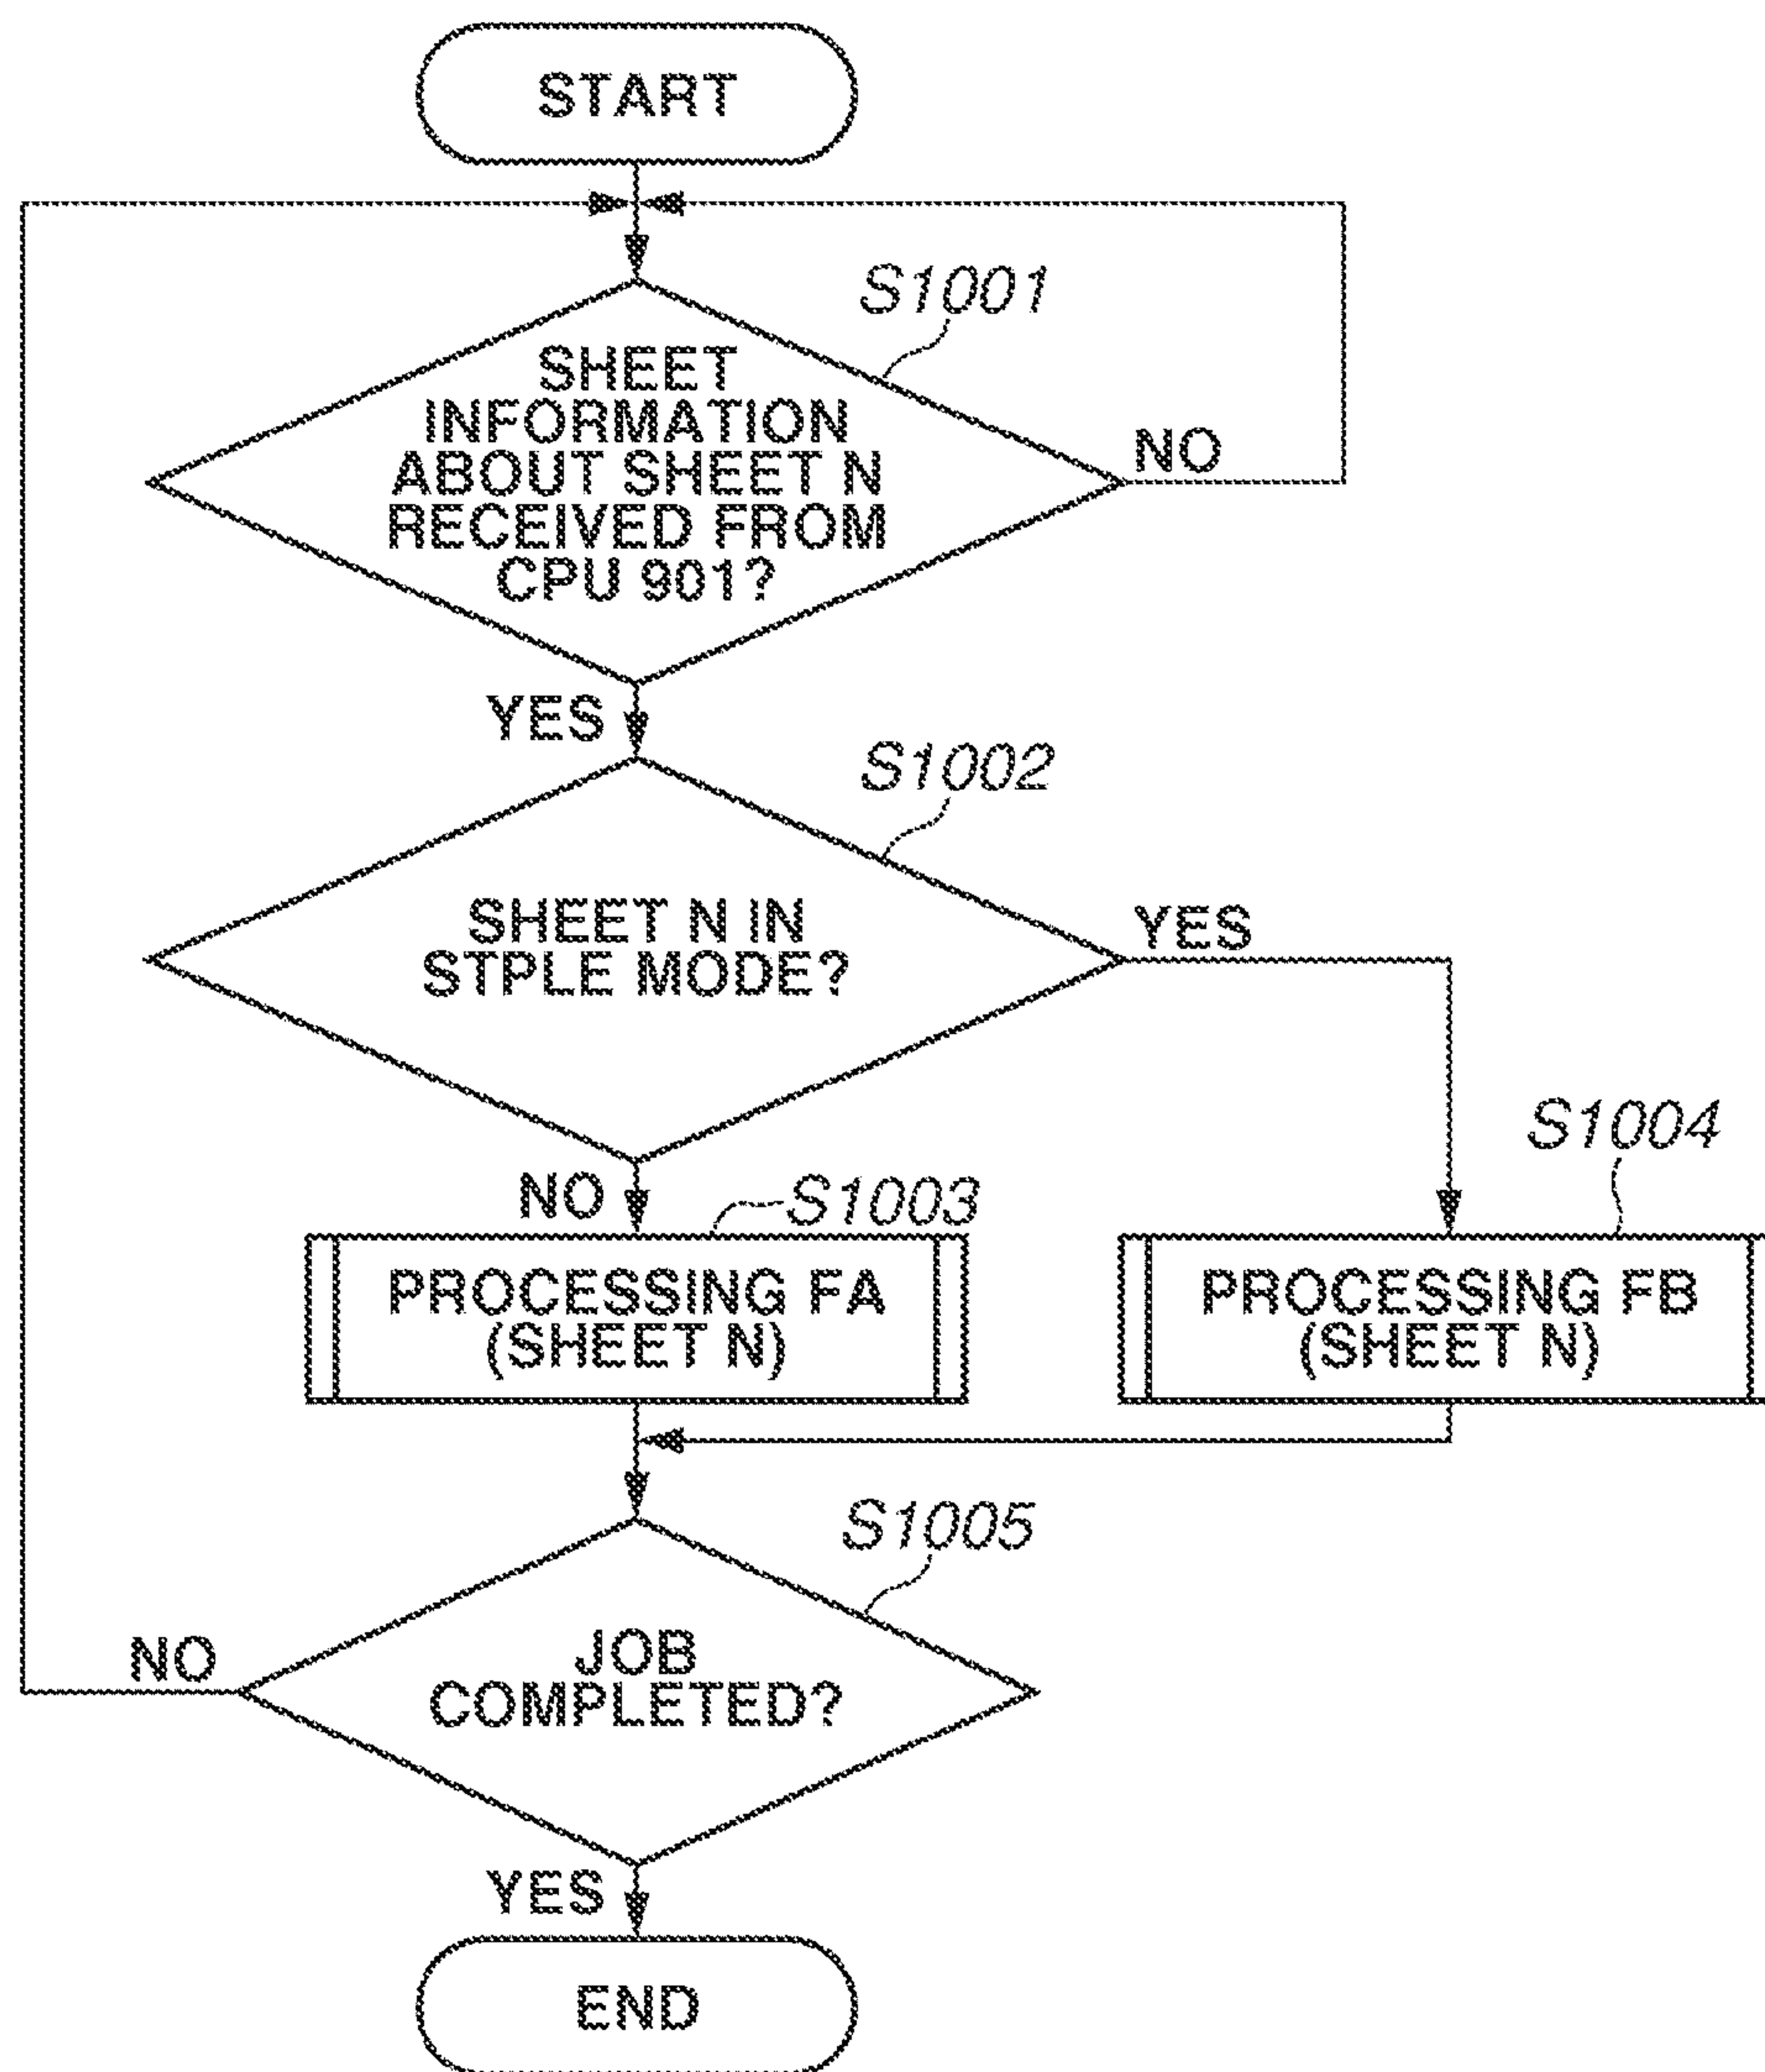 START
S1001
SHEET
INFORMATION
ABOUT SHEET N
RECEIVED FROM
CPU 901?
NO
YES
S1002
SHEET N IN
STPLE MODE?
YES
NO
S1003
S1004
PROCESSING FA
(SHEET N)
PROCESSING FB
(SHEET N)
S1005
JOB
COMPLETED?
NO
YES
END